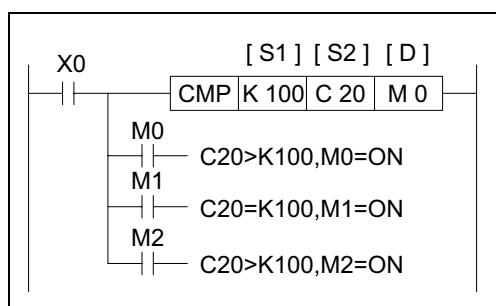 [ S1 ] [ S2 ] [ D ]
X0
CMP K 100 C 20 M 0
M0
C20>K100,M0=ON
M1
C20=K100,M1=ON
M2
C20>K100,M2=ON